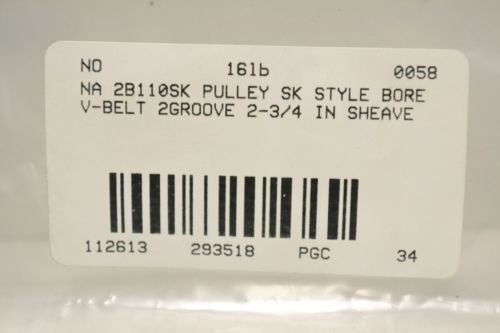 NO 16lb 0058
NA 2B110SK PULLEY SK STYLE BORE
V-BELT 2GROOVE 2-3/4 IN SHEAVE
112613 293518 PGC 34